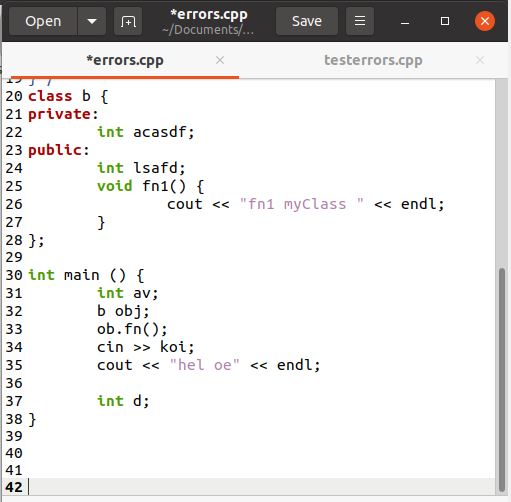 Open
*errors.cpp
~/Documents/...
Save
*errors.cpp
testerrors.cpp
19
20 class b {
21 private:
22 int acasdf;
23 public:
24 int lsafd;
25 void fn1() {
26 cout << "fn1 myClass " << endl;
27 }
28 };
29
30 int main () {
31 int av;
32 b obj;
33 ob.fn();
34 cin >> koi;
35 cout << "hel oe" << endl;
36
37 int d;
38 }
39
40
41
42